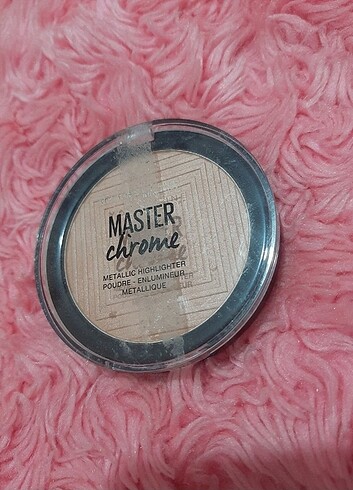 MASTER
chrome
METALLIC HIGHLIGHTER
POUDRE - ENLUMINEUR
METALLIQUE